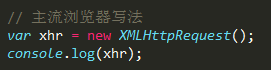 // 主流浏览器写法
var xhr = new XMLHttpRequest();
console.log(xhr);